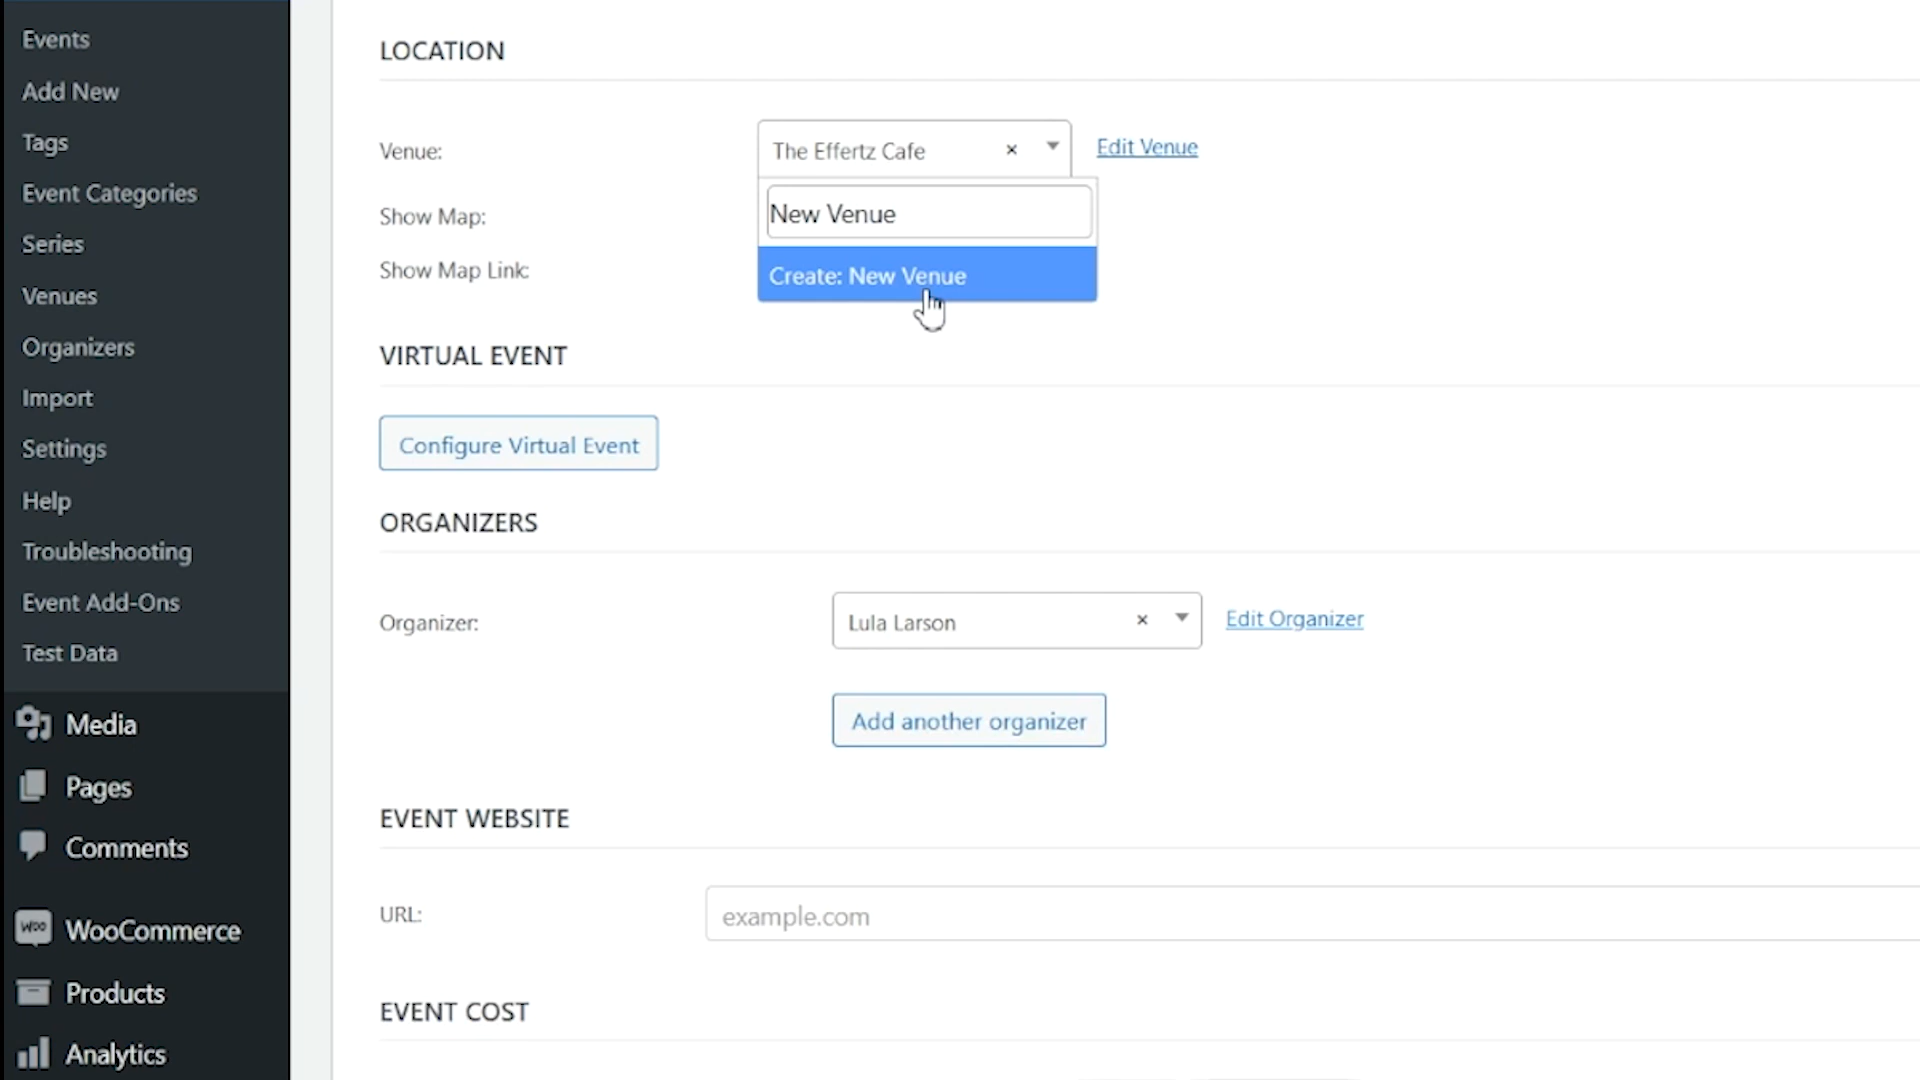 Events
Add New
Tags
Event Categories
Series
Venues
Organizers
Import
Settings
Help
Troubleshooting
Event Add-Ons
Test Data
Media
Pages
Comments
WOO WooCommerce
Products
Analytics
LOCATION
Venue:
The Effertz Cafe × Edit Venue
New Venue
Create: New Venue
Show Map:
Show Map Link:
VIRTUAL EVENT
Configure Virtual Event
ORGANIZERS
Organizer:
Lula Larson × Edit Organizer
Add another organizer
EVENT WEBSITE
URL:
example.com
EVENT COST